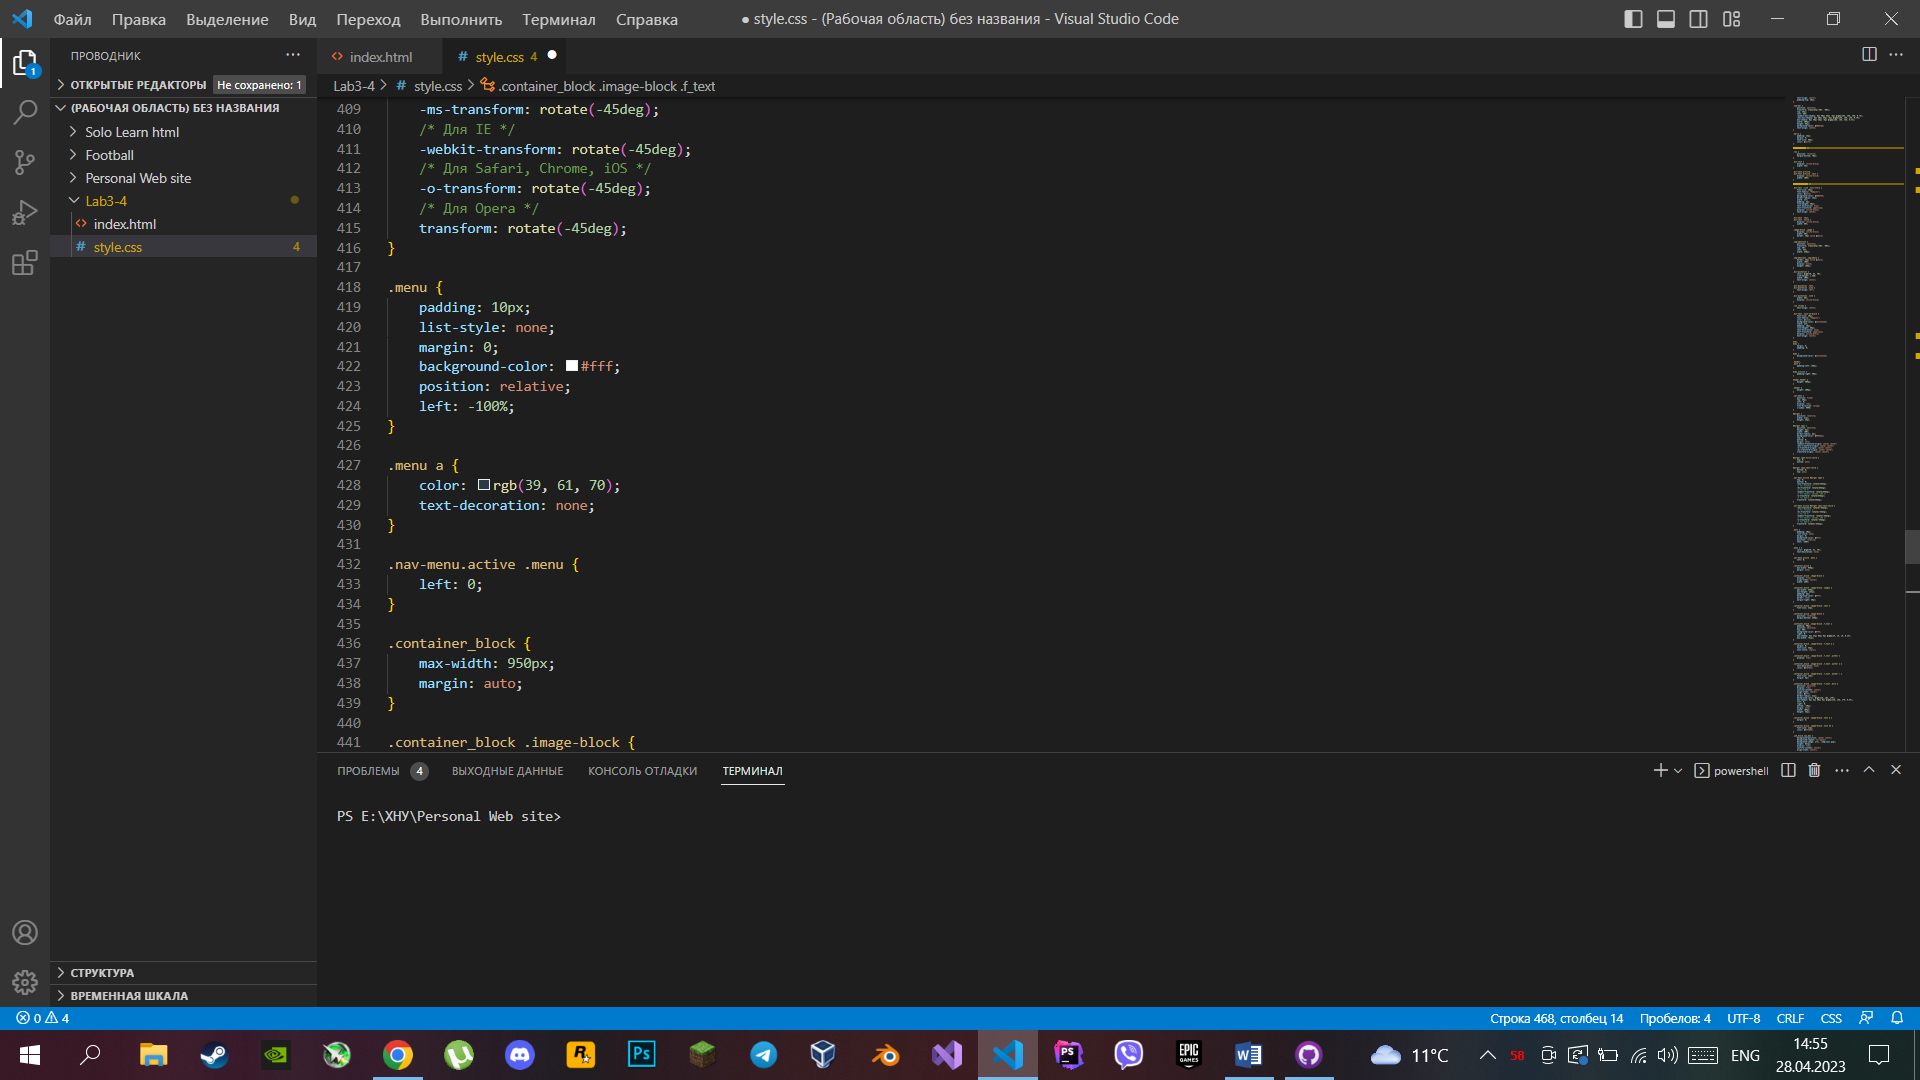 Файл Правка Выделение Вид Переход Выполнить Терминал Справка
● style.css - (Рабочая область) без названия - Visual Studio Code
ПРОВОДНИК
ОТКРЫТЫЕ РЕДАКТОРЫ Не сохранено: 1
(РАБОЧАЯ ОБЛАСТЬ) БЕЗ НАЗВАНИЯ
Solo Learn html
Football
Personal Web site
Lab3-4
index.html
style.css 4
СТРУКТУРА
ВРЕМЕННАЯ ШКАЛА
1
index.html
# style.css 4
Lab3-4 > # style.css > .container_block .image-block .f_text
409 -ms-transform: rotate(-45deg);
410 /* Для IE */
411 -webkit-transform: rotate(-45deg);
412 /* Для Safari, Chrome, iOS */
413 -o-transform: rotate(-45deg);
414 /* Для Opera */
415 transform: rotate(-45deg);
416 }
417
418 .menu {
419 padding: 10px;
420 list-style: none;
421 margin: 0;
422 background-color: #fff;
423 position: relative;
424 left: -100%;
425 }
426
427 .menu a {
428 color: rgb(39, 61, 70);
429 text-decoration: none;
430 }
431
432 .nav-menu.active .menu {
433 left: 0;
434 }
435
436 .container_block {
437 max-width: 950px;
438 margin: auto;
439 }
440
441 .container_block .image-block {
ПРОБЛЕМЫ 4 ВЫХОДНЫЕ ДАННЫЕ КОНСОЛЬ ОТЛАДКИ ТЕРМИНАЛ
powershell
PS E:\ХНУ\Personal Web site>
0 4
Строка 468, столбец 14 Пробелов: 4 UTF-8 CRLF CSS
R Ps PS EPIC GAMES W
11°C
58
ENG
14:55
28.04.2023